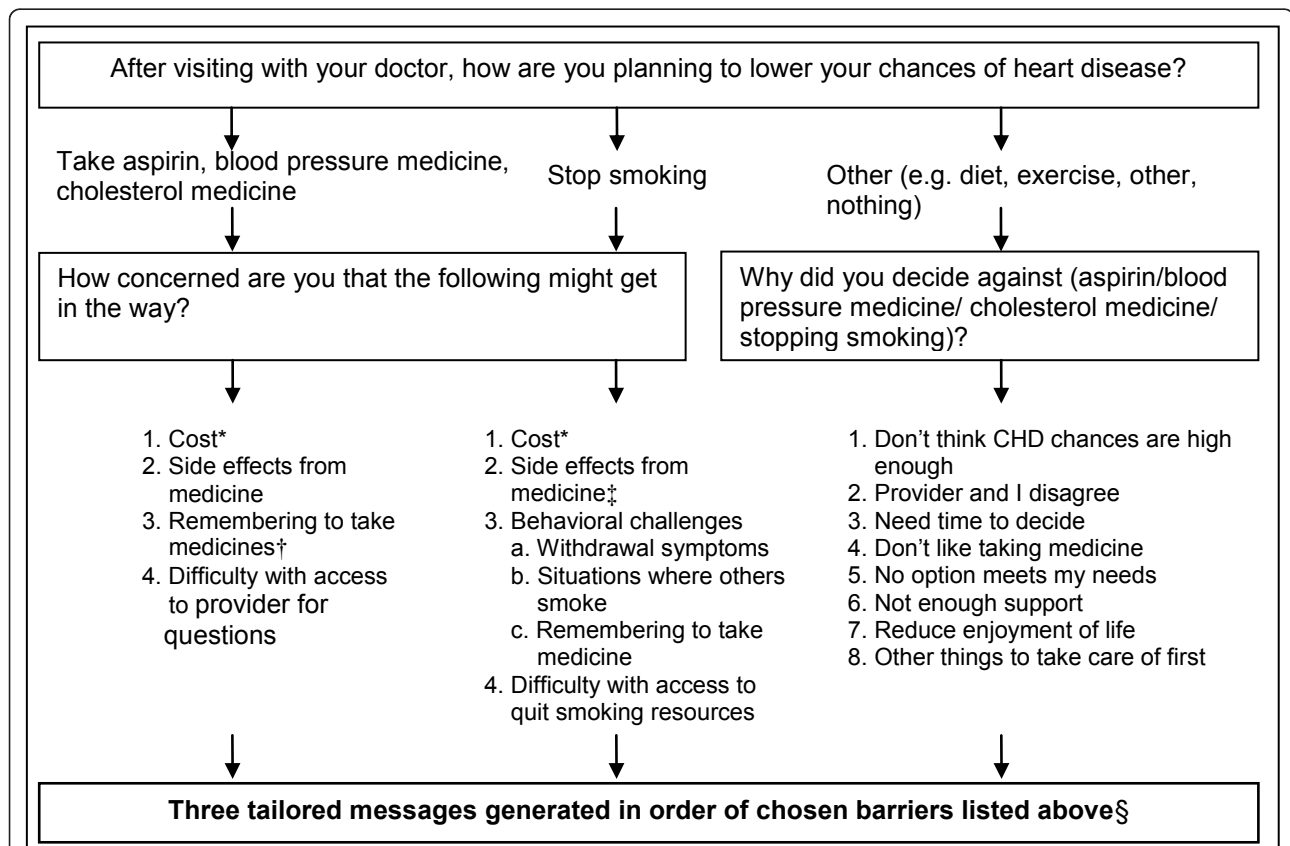 After visiting with your doctor, how are you planning to lower your chances of heart disease?
Take aspirin, blood pressure medicine,
cholesterol medicine
Stop smoking
Other (e.g. diet, exercise, other,
nothing)
How concerned are you that the following might get
in the way?
Why did you decide against (aspirin/blood
pressure medicine/ cholesterol medicine/
stopping smoking)?
1. Cost*
2. Side effects from
medicine
3. Remembering to take
medicines†
4. Difficulty with access
to provider for
questions
1. Cost*
2. Side effects from
medicine‡
3. Behavioral challenges
a. Withdrawal symptoms
b. Situations where others
smoke
c. Remembering to take
medicine
4. Difficulty with access to
quit smoking resources
1. Don’t think CHD chances are high
enough
2. Provider and I disagree
3. Need time to decide
4. Don’t like taking medicine
5. No option meets my needs
6. Not enough support
7. Reduce enjoyment of life
8. Other things to take care of first
Three tailored messages generated in order of chosen barriers listed above§